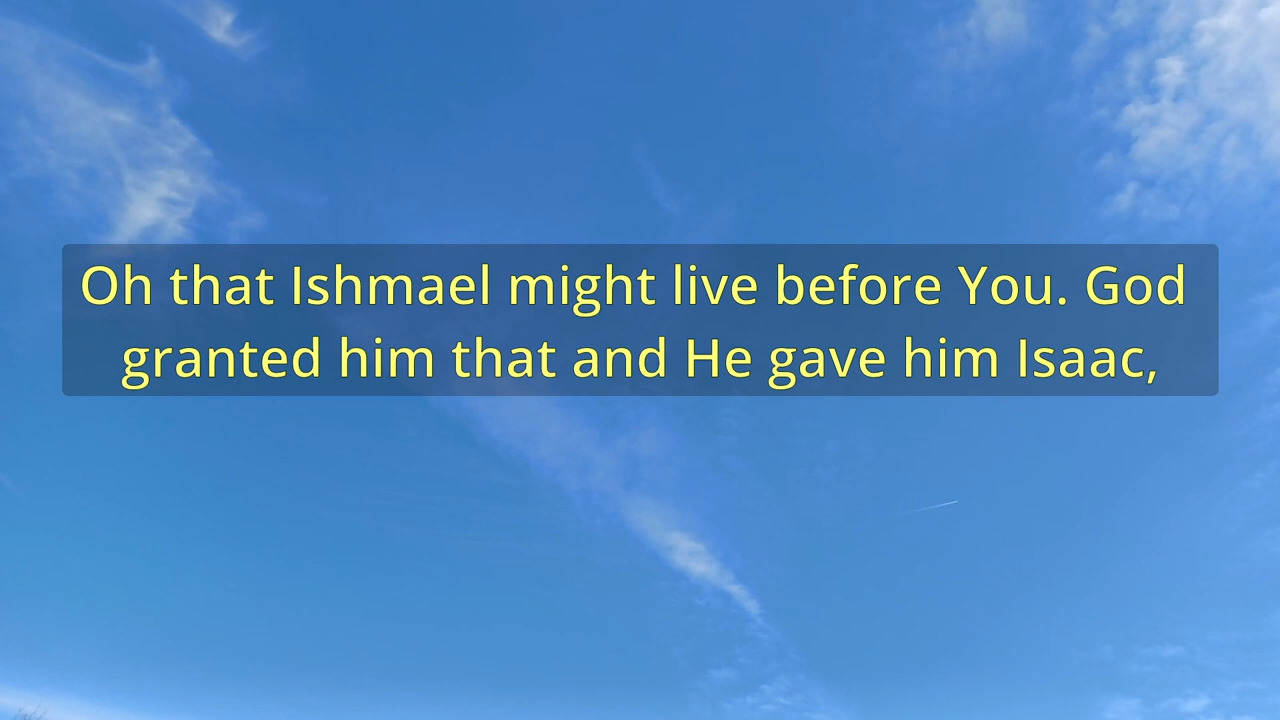 Oh that Ishmael might live before You. God
granted him that and He gave him Isaac,